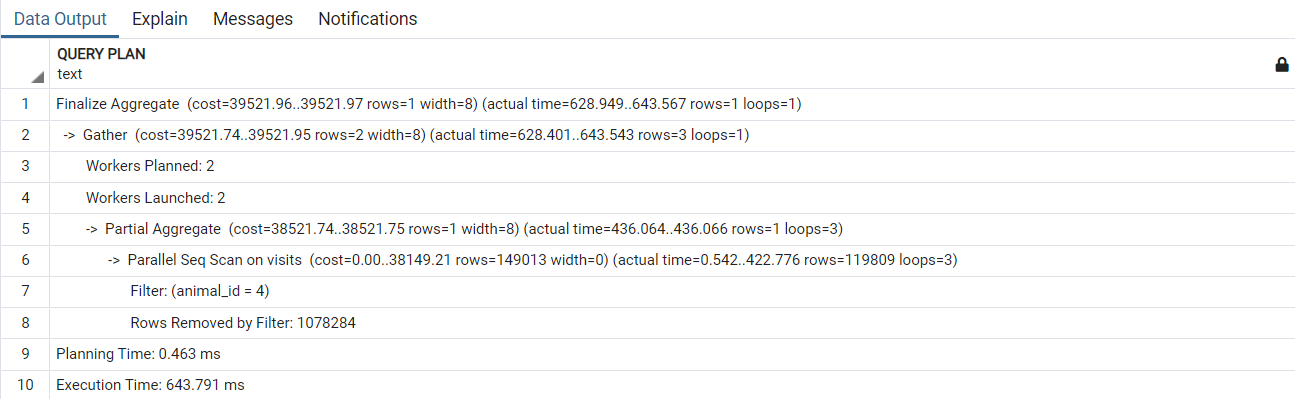 Data Output Explain Messages Notifications
QUERY PLAN
text
1 Finalize Aggregate (cost=39521.96..39521.97 rows=1 width=8) (actual time=628.949..643.567 rows=1 loops=1)
2 -> Gather (cost=39521.74..39521.95 rows=2 width=8) (actual time=628.401..643.543 rows=3 loops=1)
3 Workers Planned: 2
4 Workers Launched: 2
5 -> Partial Aggregate (cost=38521.74..38521.75 rows=1 width=8) (actual time=436.064..436.066 rows=1 loops=3)
6 -> Parallel Seq Scan on visits (cost=0.00..38149.21 rows=149013 width=0) (actual time=0.542..422.776 rows=119809 loops=3)
7 Filter: (animal_id = 4)
8 Rows Removed by Filter: 1078284
9 Planning Time: 0.463 ms
10 Execution Time: 643.791 ms